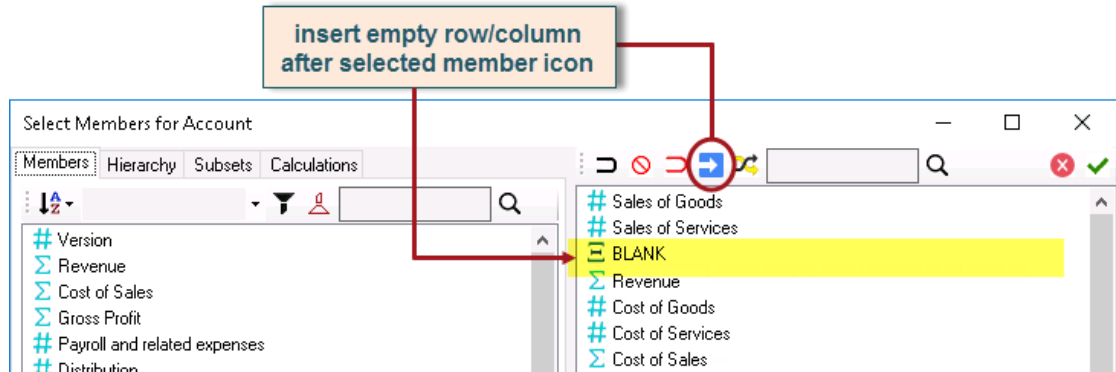 insert empty row/column
after selected member icon
Select Members for Account
Members Hierarchy Subsets Calculations
# Version
Σ Revenue
Σ Cost of Sales
Σ Gross Profit
# Payroll and related expenses
# Distribution
# Sales of Goods
# Sales of Services
Ξ BLANK
Σ Revenue
# Cost of Goods
# Cost of Services
Σ Cost of Sales